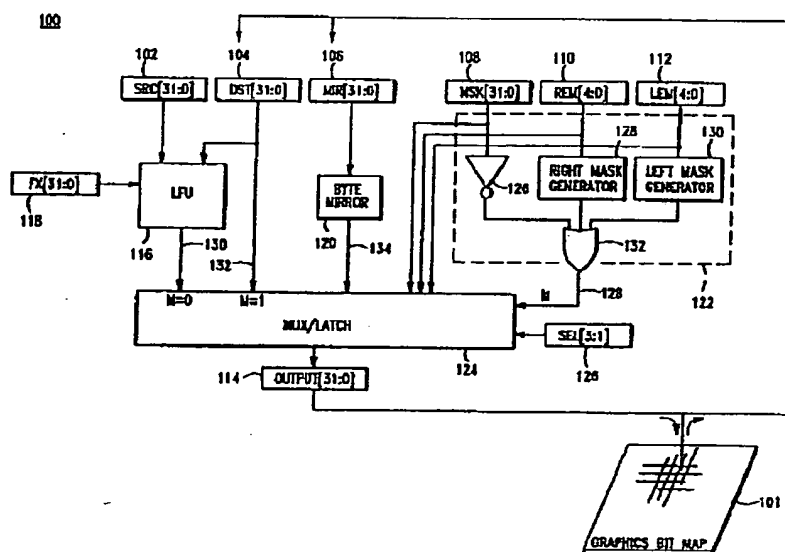 100
102
104
106
108
110
112
SRC[31:0]
DST[31:0]
MIR[31:0]
MSK[31:0]
REM[4:0]
LEM[4:0]
128
130
FX[31:0]
LFU
BYTE
MIRROR
126
RIGHT MASK
GENERATOR
LEFT MASK
GENERATOR
118
116
130
132
120
134
132
122
M=0
M=1
M
128
MUX/LATCH
SEL[3:1]
124
126
114
OUTPUT[31:0]
101
GRAPHICS BIT MAP